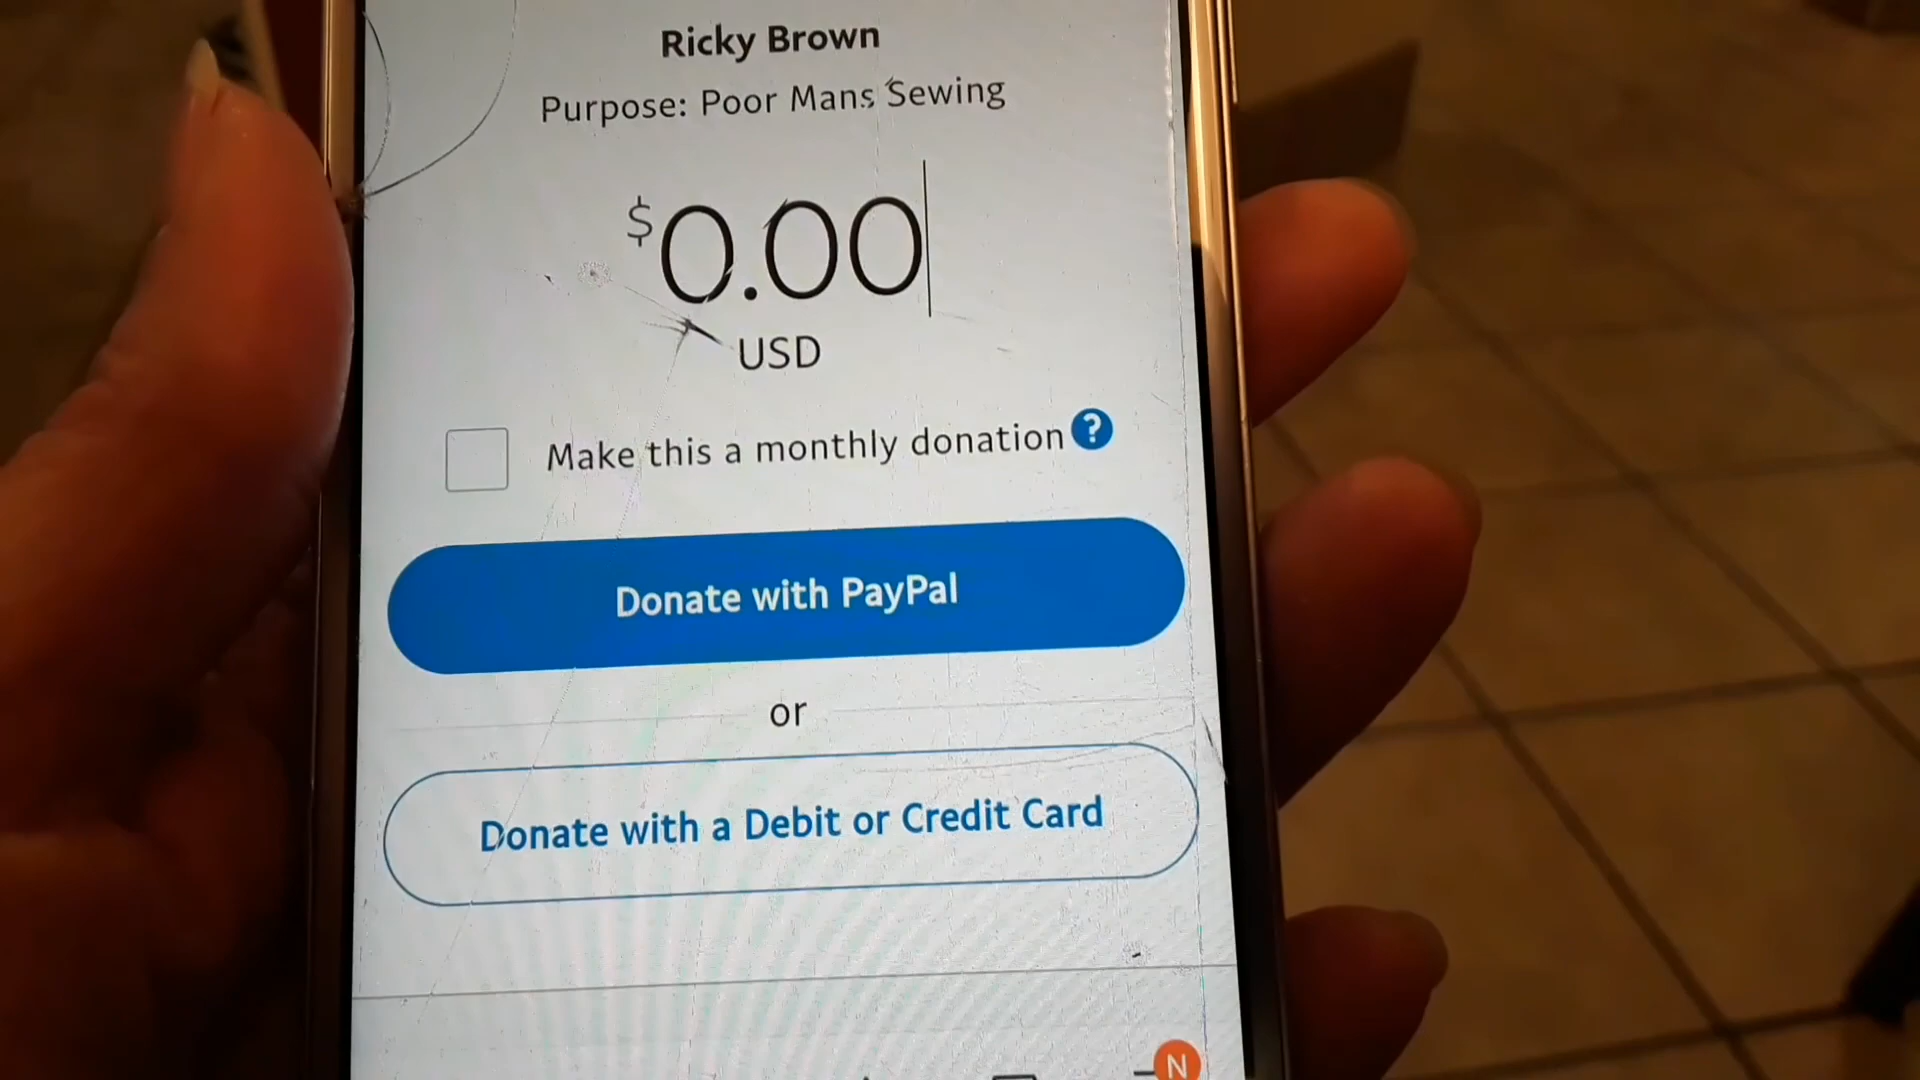 Ricky Brown
Purpose: Poor Mans Sewing
$0.00
USD
Make this a monthly donation ?
Donate with PayPal
or
Donate with a Debit or Credit Card
N